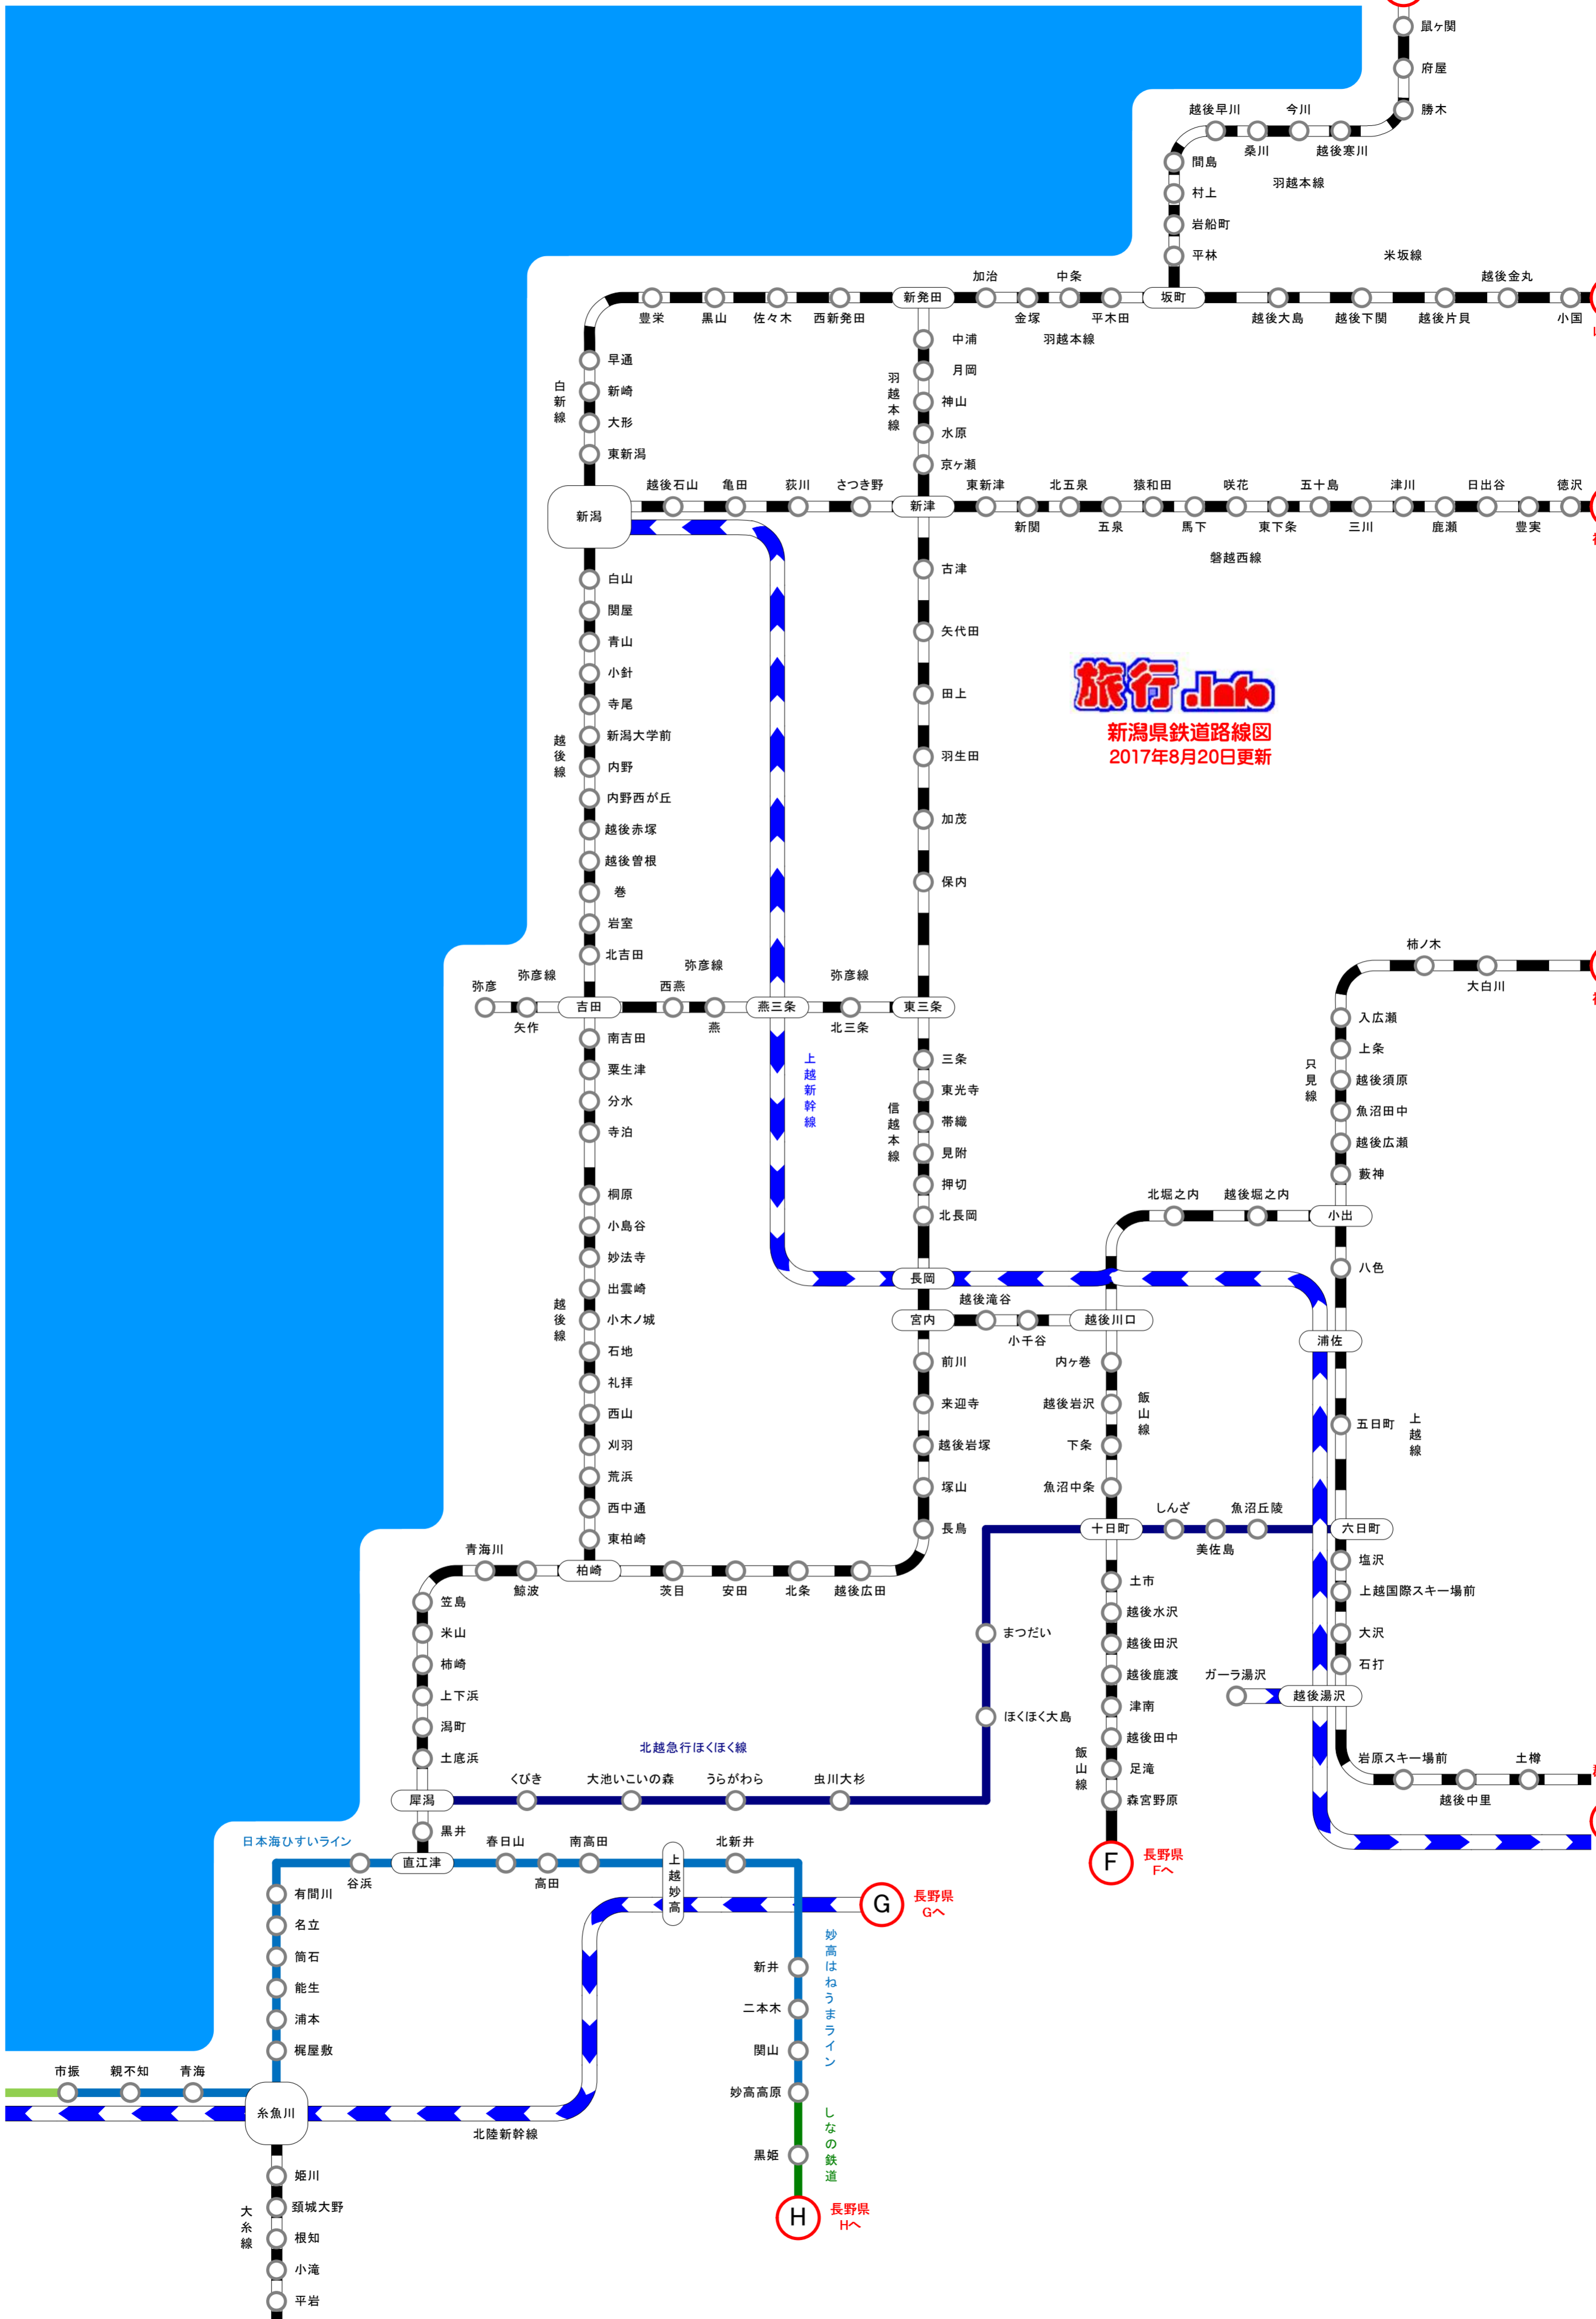 鼠ヶ関
府屋
勝木
越後早川
今川
桑川
越後寒川
間島
村上
岩船町
平林
羽越本線
米坂線
加治
中条
越後金丸
新発田
坂町
豊栄
黒山
佐々木
西新発田
金塚
平木田
越後大島
越後下関
越後片貝
小国
羽越本線
中浦
月岡
神山
水原
京ヶ瀬
羽越本線
早通
新崎
大形
東新潟
白新線
越後石山
亀田
荻川
さつき野
東新津
北五泉
猿和田
咲花
五十島
津川
日出谷
徳沢
新潟
新津
新関
五泉
馬下
東下条
三川
鹿瀬
豊実
磐越西線
白山
関屋
青山
小針
寺尾
新潟大学前
内野
内野西が丘
越後赤塚
越後曽根
巻
岩室
北吉田
越後線
古津
矢代田
田上
羽生田
加茂
保内
旅行.Info
新潟県鉄道路線図
2017年8月20日更新
柿ノ木
大白川
入広瀬
上条
越後須原
魚沼田中
越後広瀬
藪神
只見線
弥彦
弥彦線
西燕
弥彦線
弥彦線
吉田
燕三条
東三条
矢作
燕
北三条
南吉田
粟生津
分水
寺泊
桐原
小島谷
妙法寺
出雲崎
小木ノ城
石地
礼拝
西山
刈羽
荒浜
西中通
東柏崎
越後線
上越新幹線
三条
東光寺
帯織
見附
押切
北長岡
信越本線
北堀之内
越後堀之内
小出
八色
長岡
越後滝谷
宮内
小千谷
越後川口
浦佐
前川
来迎寺
越後岩塚
塚山
長鳥
内ヶ巻
越後岩沢
下条
魚沼中条
飯山線
五日町
上越線
しんざ
魚沼丘陵
十日町
六日町
美佐島
青海川
柏崎
鯨波
茨目
安田
北条
越後広田
塩沢
上越国際スキー場前
大沢
石打
笠島
米山
柿崎
上下浜
潟町
土底浜
まつだい
ほくほく大島
土市
越後水沢
越後田沢
越後鹿渡
津南
越後田中
足滝
森宮野原
飯山線
ガーラ湯沢
越後湯沢
岩原スキー場前
土樽
越後中里
北越急行ほくほく線
くびき
大池いこいの森
うらがわら
虫川大杉
犀潟
黒井
日本海ひすいライン
春日山
南高田
北新井
直江津
谷浜
高田
上越妙高
F
長野県
Fへ
G
長野県
Gへ
有間川
名立
筒石
能生
浦本
梶屋敷
新井
二本木
関山
妙高高原
黒姫
妙高はねうまライン
しなの鉄道
H
長野県
Hへ
市振
親不知
青海
糸魚川
北陸新幹線
姫川
頚城大野
根知
小滝
平岩
大糸線